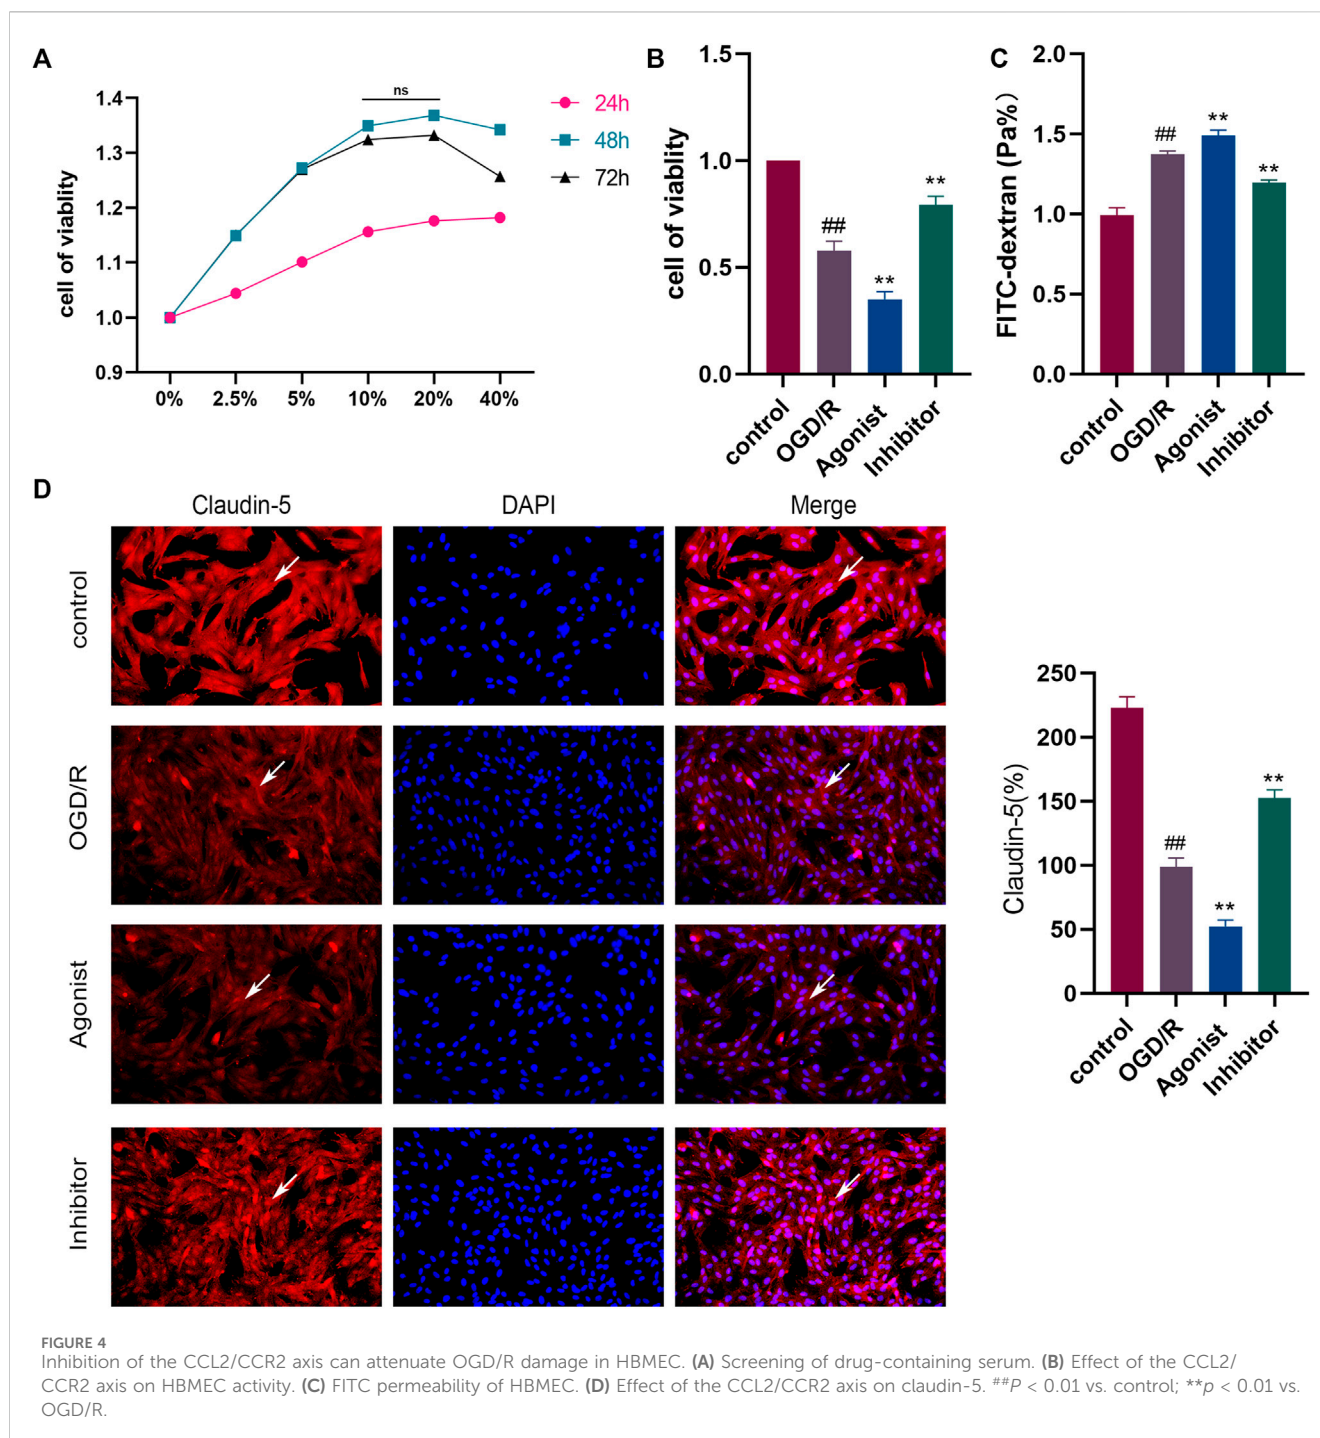 A
1.4
1.3
1.2
1.1
1.0
0.9
cell of viablity
ns
24h
48h
72h
0% 2.5% 5% 10% 20% 40%
B
1.5
1.0
0.5
0.0
cell of viablity
##
**
**
control OGD/R Agonist Inhibitor
C
2.0
1.5
1.0
0.5
0.0
FITC-dextran (Pa%)
##
**
**
control OGD/R Agonist Inhibitor
D
Claudin-5 DAPI Merge
control
OGD/R
Agonist
Inhibitor
250
200
150
100
50
0
Claudin-5(%)
##
**
**
control OGD/R Agonist Inhibitor
FIGURE 4
Inhibition of the CCL2/CCR2 axis can attenuate OGD/R damage in HBMEC. (A) Screening of drug-containing serum. (B) Effect of the CCL2/
CCR2 axis on HBMEC activity. (C) FITC permeability of HBMEC. (D) Effect of the CCL2/CCR2 axis on claudin-5. ##P < 0.01 vs. control; **p < 0.01 vs.
OGD/R.